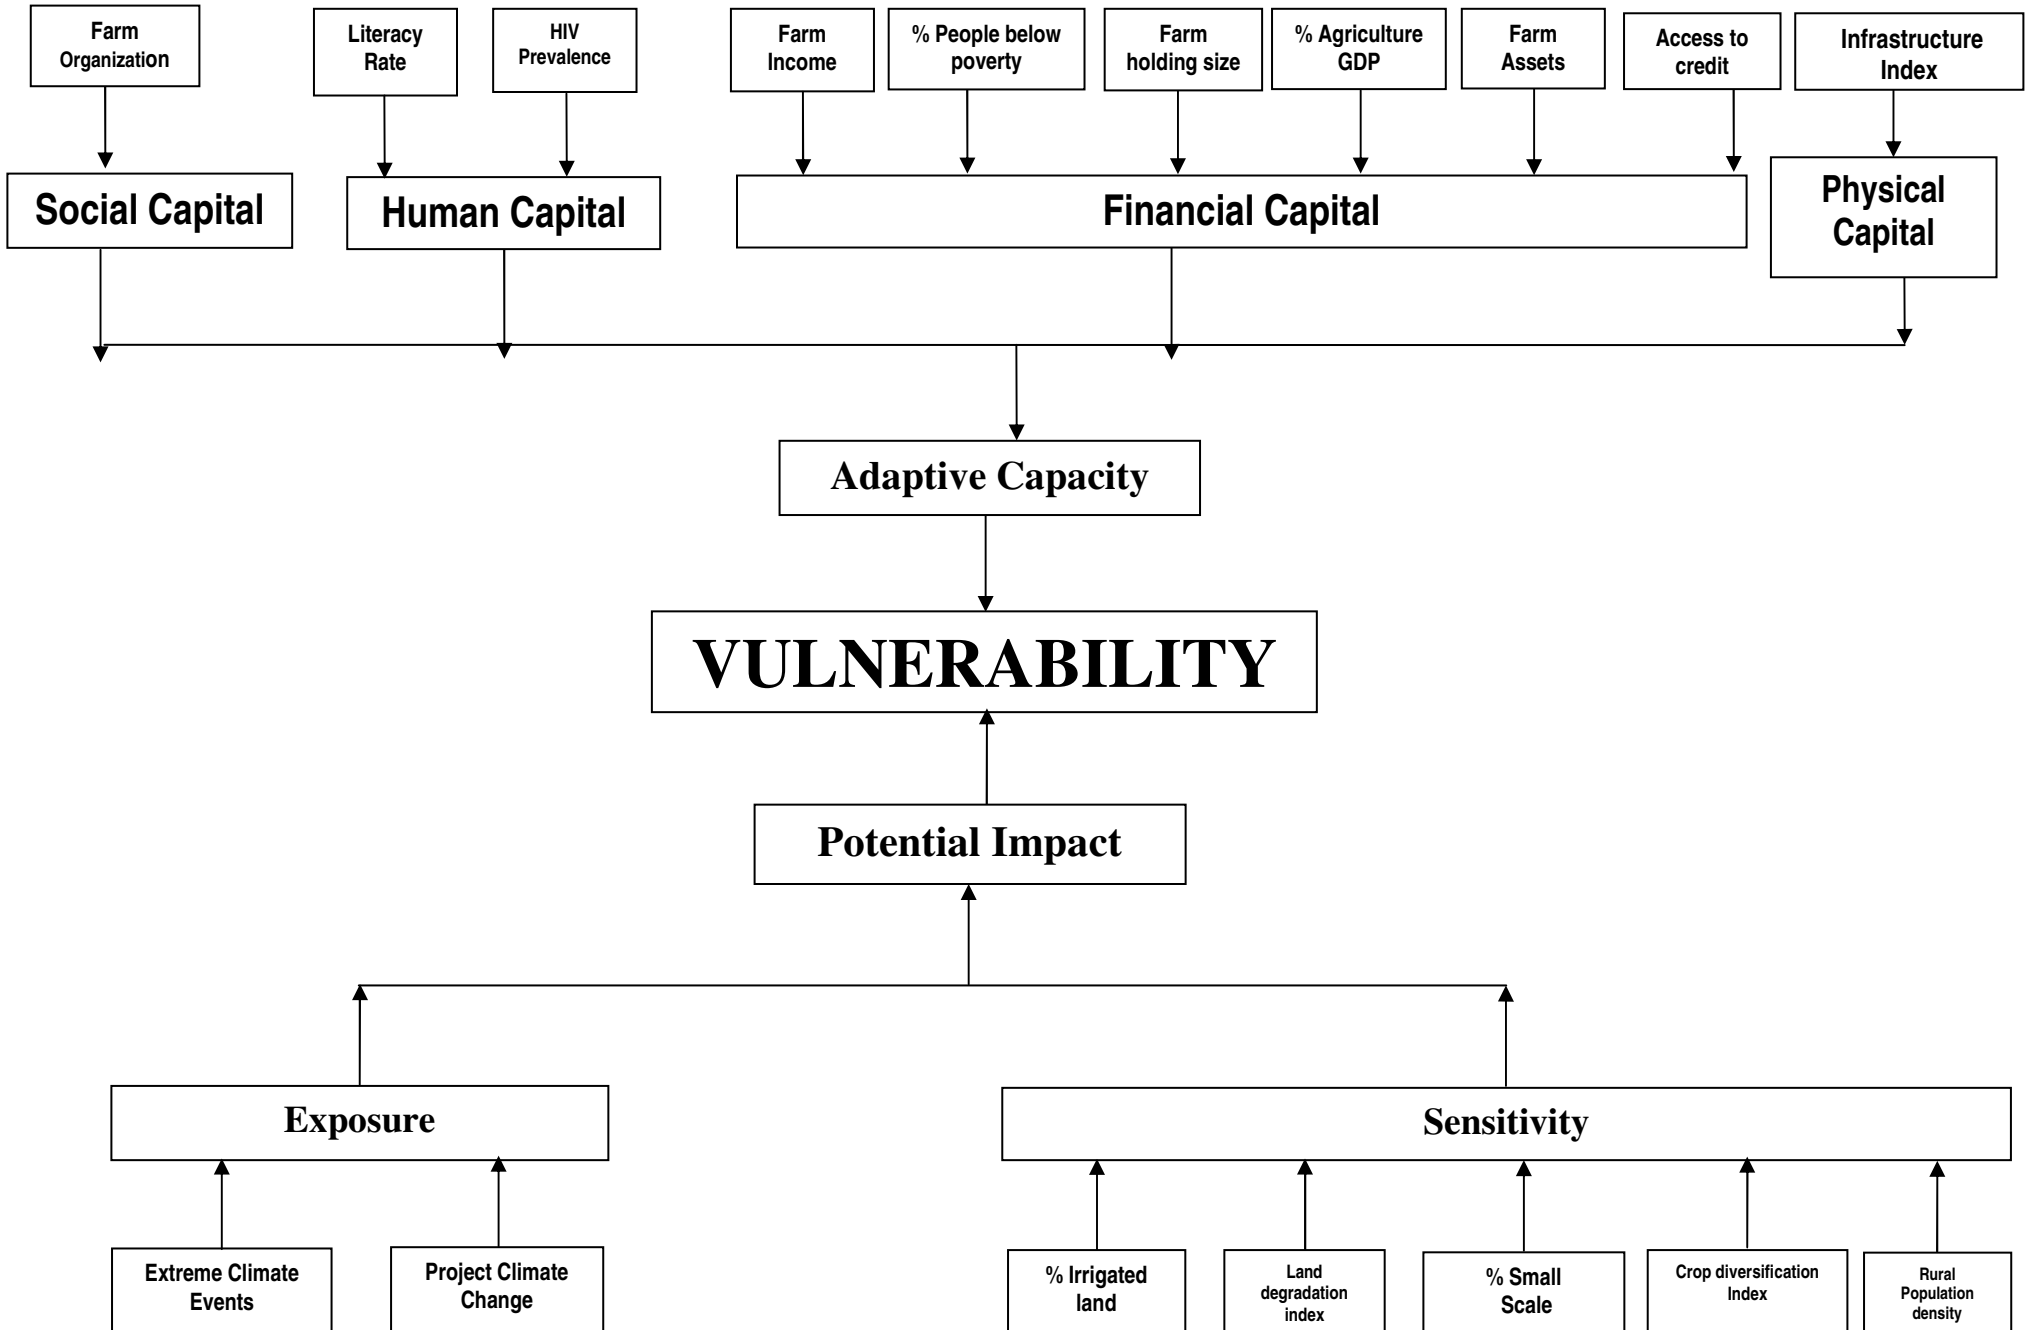 Farm
Organization
Literacy
Rate
HIV
Prevalence
Farm
Income
% People below
poverty
Farm
holding size
% Agriculture
GDP
Farm
Assets
Access to
credit
Infrastructure
Index
Social Capital
Human Capital
Financial Capital
Physical
Capital
Adaptive Capacity
VULNERABILITY
Potential Impact
Exposure
Sensitivity
Extreme Climate
Events
Project Climate
Change
% Irrigated
land
Land
degradation
index
% Small
Scale
Crop diversification
Index
Rural
Population
density